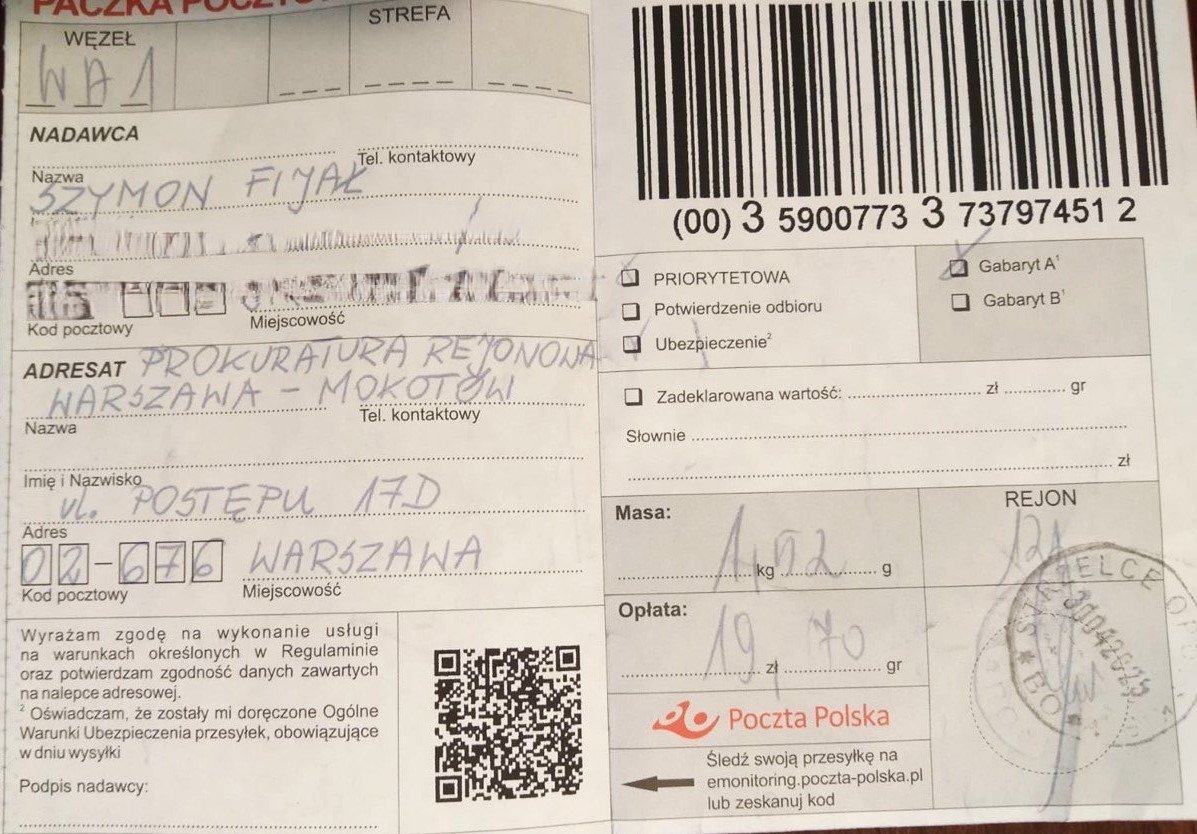 PACZKA POCZTO
WĘZEŁ
STREFA
WA1
NADAWCA
Tel. kontaktowy
Nazwa
SZYMON FIJAŁ
Adres
Kod pocztowy
Miejscowość
ADRESAT PROKURATURA REJONONA
WARSZAWA - MOKOTÓW
Tel. kontaktowy
Nazwa
Imię i Nazwisko
ul. POSTĘPU 17D
Adres
02-676 WARSZAWA
Kod pocztowy
Miejscowość
Wyrażam zgodę na wykonanie usługi
na warunkach określonych w Regulaminie
oraz potwierdzam zgodność danych zawartych
na nalepce adresowej.
² Oświadczam, że zostały mi doręczone Ogólne
Warunki Ubezpieczenia przesyłek, obowiązujące
w dniu wysyłki
Podpis nadawcy:
(00) 3 5900773 3 73797451 2
PRIORYTETOWA
Potwierdzenie odbioru
Ubezpieczenie²
Gabaryt A¹
Gabaryt B¹
Zadeklarowana wartość: zł gr
Słownie
zł
Masa:
kg g
REJON
Opłata:
19 zł 70 gr
STRZELCE
Poczta Polska
Śledź swoją przesyłkę na
emonitoring.poczta-polska.pl
lub zeskanuj kod